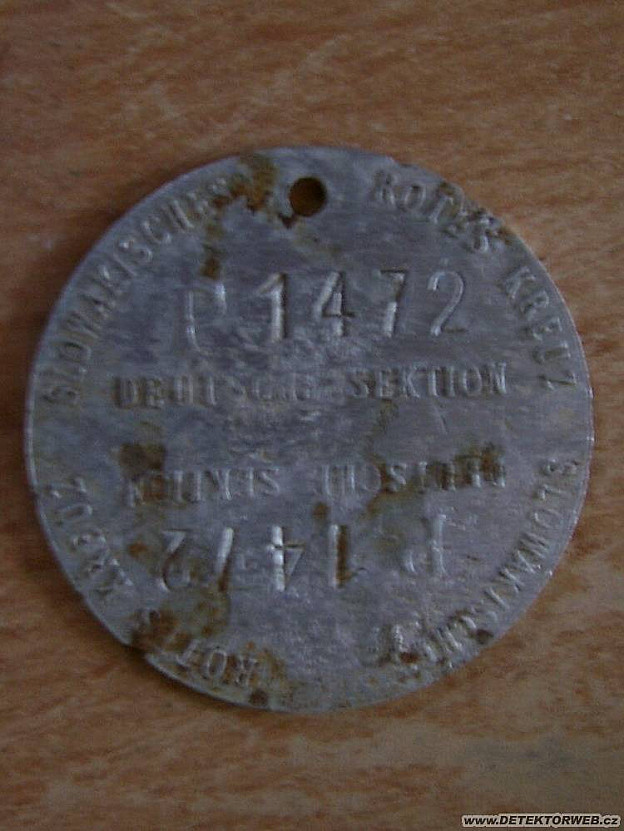 SLOWAKISCHES ROTES KREUZ
P 1472
DEUTSCHE SEKTION
DEUTSCHE SEKTION
P 1472
SLOWAKISCHES ROTES KREUZ
www.DETEKTORWEB.cz